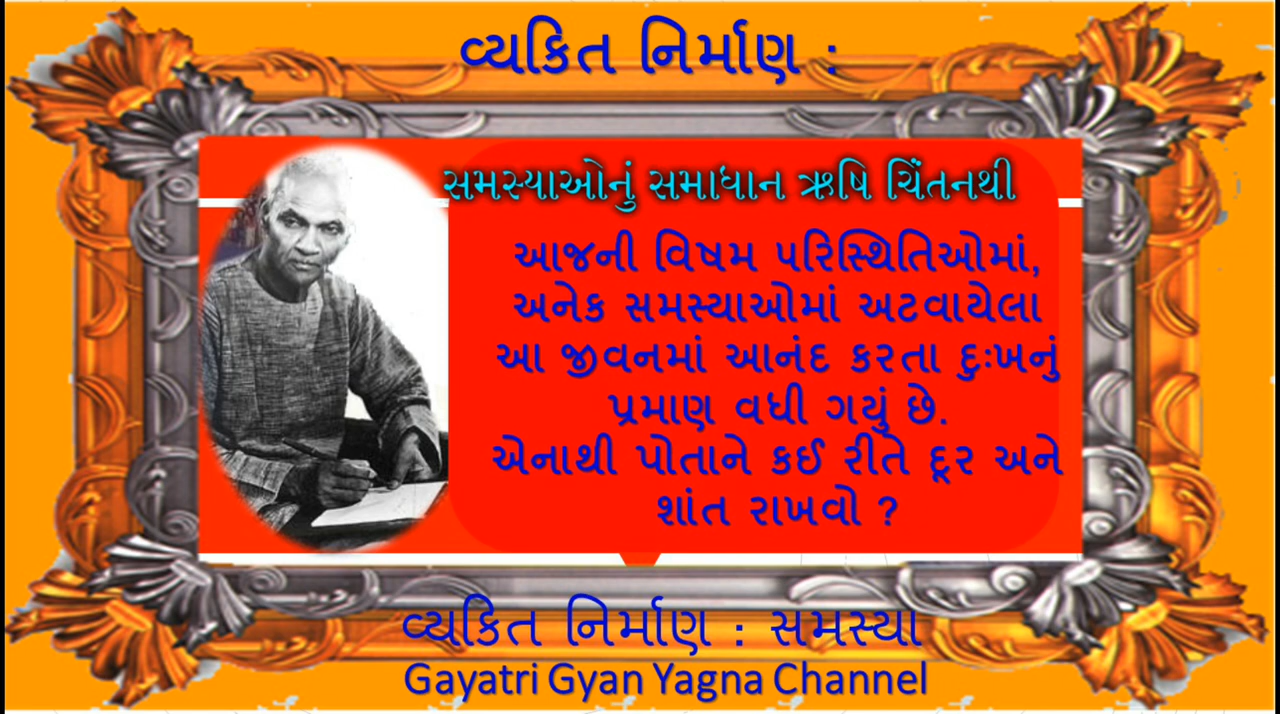 વ્યકિત નિર્માણ :
સમસ્યાઓનું સમાધાન ઋષિ ચિંતનથી
આજની વિષમ પરિસ્થિતિઓમાં,
અનેક સમસ્યાઓમાં અટવાયેલા
આ જીવનમાં આનંદ કરતા દુઃખનું
પ્રમાણ વધી ગયું છે.
એનાથી પોતાને કઈ રીતે દૂર અને
શાંત રાખવો ?
વ્યકિત નિર્માણ : સમસ્યા
Gayatri Gyan Yagna Channel